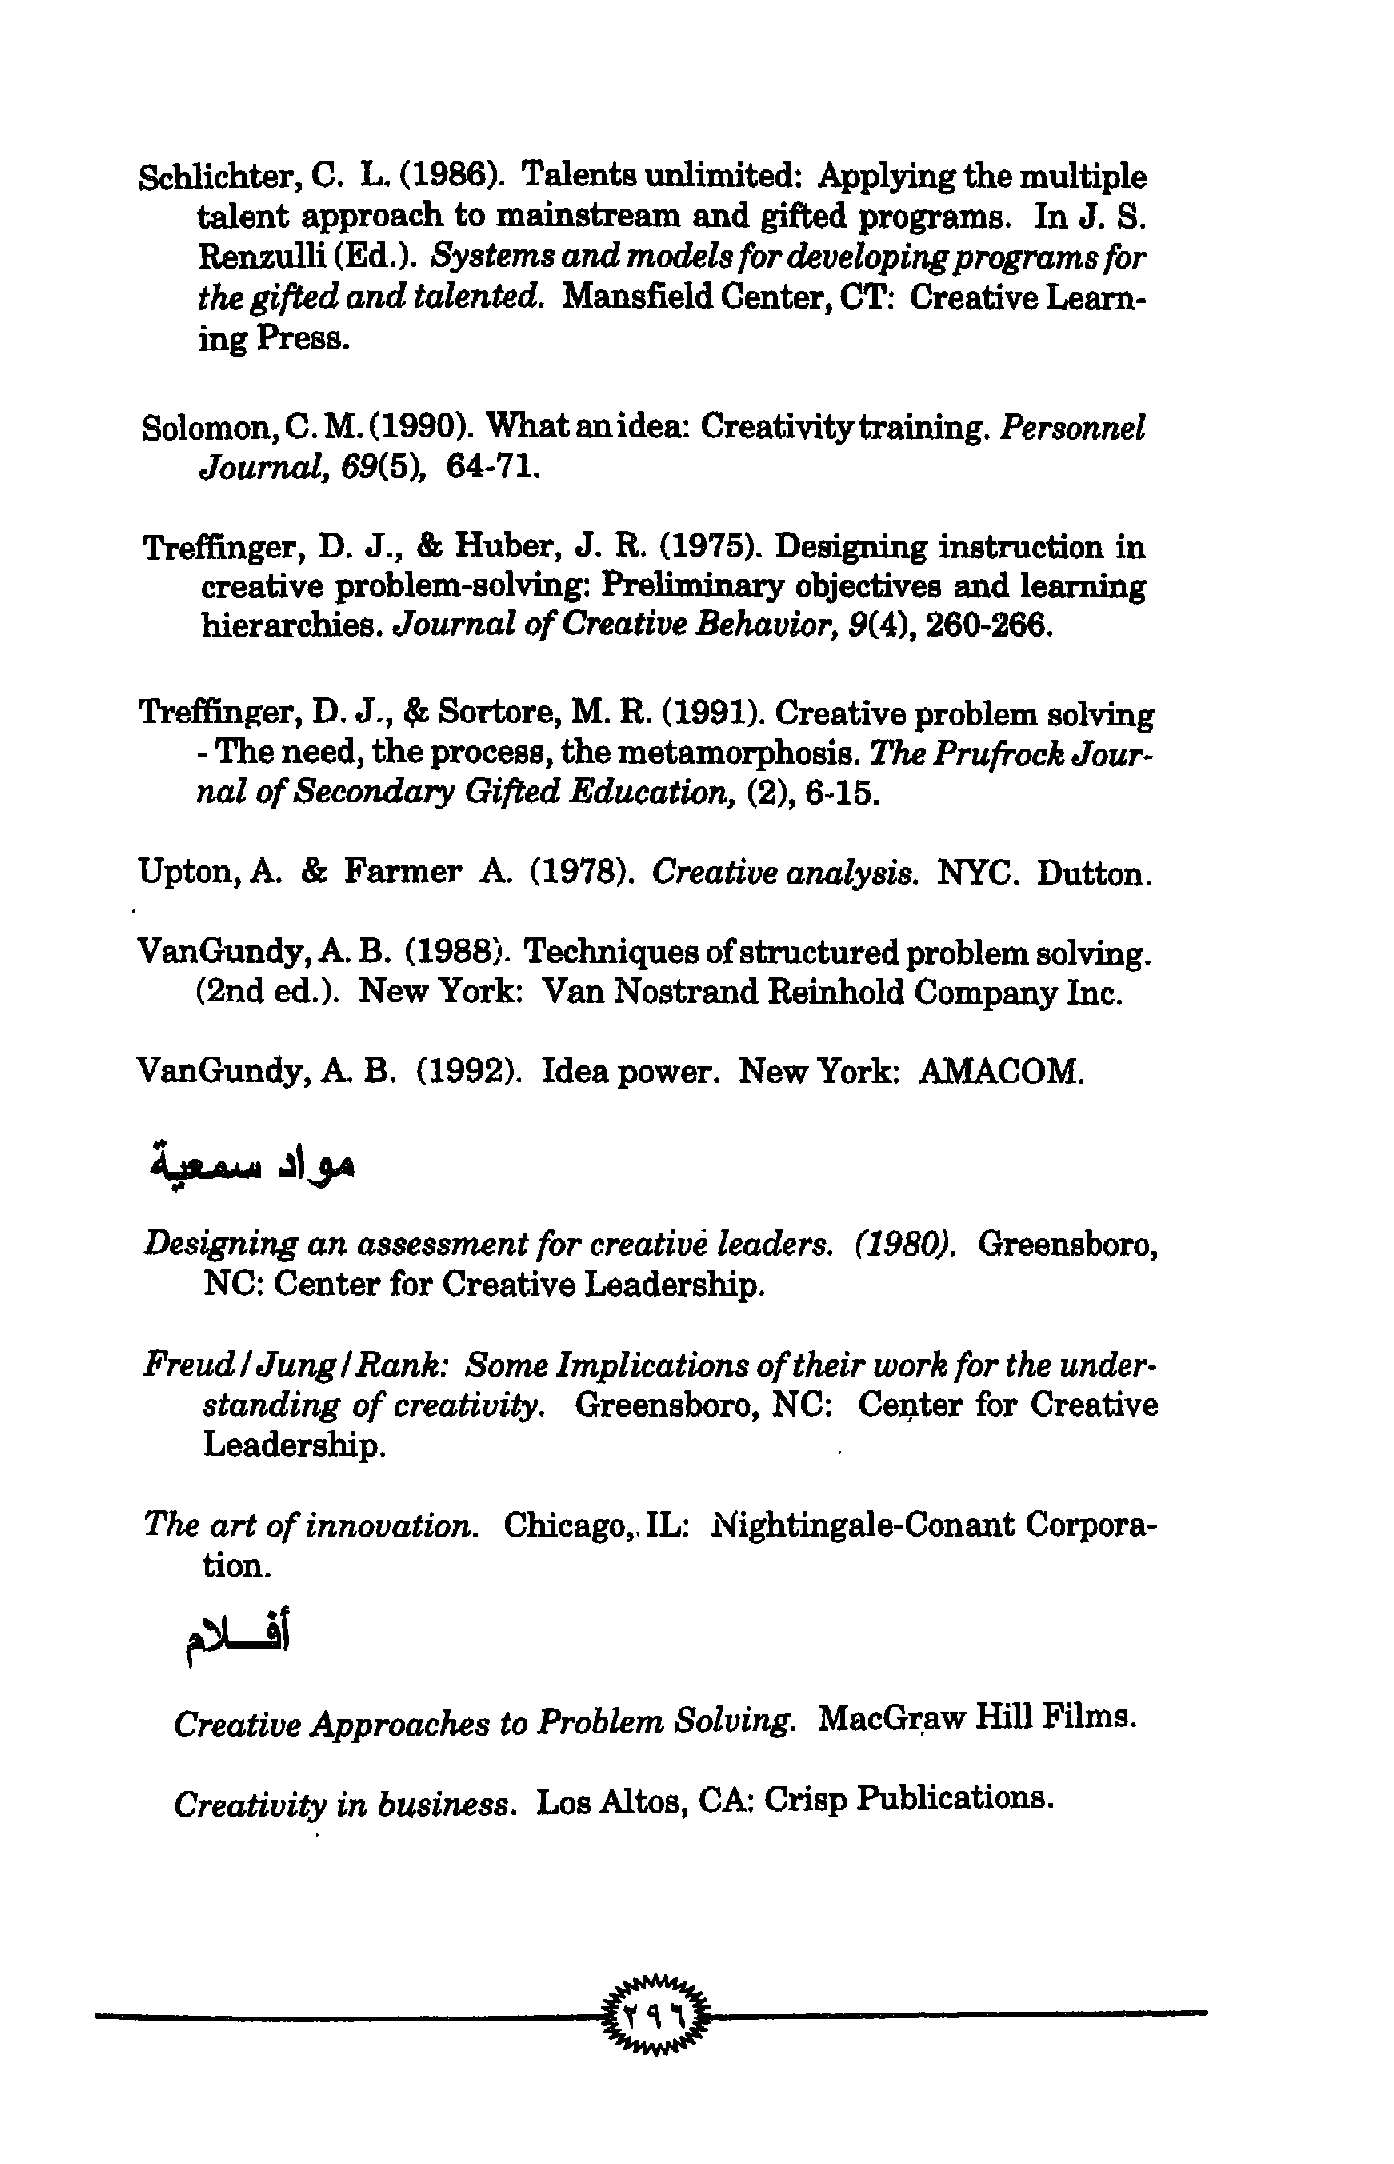 Schlichter, C. L. (1986). Talents unlimited: Applying the multiple
talent approach to mainstream and gifted programs. In J. S.
Renzulli (Ed.). Systems and models for developing programs for
the gifted and talented. Mansfield Center, CT: Creative Learn-
ing Press.
Solomon, C. M. (1990). What an idea: Creativity training. Personnel
Journal, 69(5), 64-71.
Treffinger, D. J., & Huber, J. R. (1975). Designing instruction in
creative problem-solving: Preliminary objectives and learning
hierarchies. Journal of Creative Behavior, 9(4), 260-266.
Treffinger, D. J., & Sortore, M. R. (1991). Creative problem solving
- The need, the process, the metamorphosis. The Prufrock Jour-
nal of Secondary Gifted Education, (2), 6-15.
Upton, A. & Farmer A. (1978). Creative analysis. NYC. Dutton.
VanGundy, A. B. (1988). Techniques of structured problem solving.
(2nd ed.). New York: Van Nostrand Reinhold Company Inc.
VanGundy, A. B. (1992). Idea power. New York: AMACOM.
مواد سمعية
Designing an assessment for creative leaders. (1980). Greensboro,
NC: Center for Creative Leadership.
Freud / Jung / Rank: Some Implications of their work for the under-
standing of creativity. Greensboro, NC: Center for Creative
Leadership.
The art of innovation. Chicago, IL: Nightingale-Conant Corpora-
tion.
أفــلام
Creative Approaches to Problem Solving. MacGraw Hill Films.
Creativity in business. Los Altos, CA: Crisp Publications.
٢٩٦